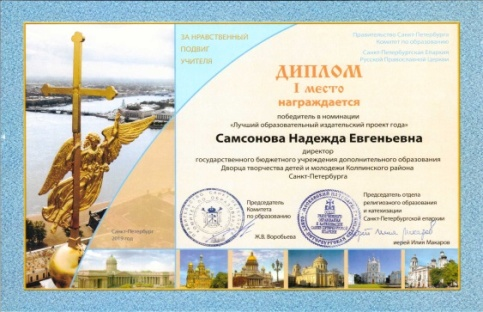 ЗА НРАВСТВЕННЫЙ
ПОДВИГ
УЧИТЕЛЯ
Правительство Санкт-Петербурга
Комитет по образованию
Санкт-Петербургская Епархия
Русской Православной Церкви
ДИПЛОМ
I место
награждается
победитель в номинации
«Лучший образовательный издательский проект года»
Самсонова Надежда Евгеньевна
директор
государственного бюджетного учреждения дополнительного образования
Дворца творчества детей и молодежи Колпинского района
Санкт-Петербурга
Председатель
Комитета
по образованию
Ж.В. Воробьева
Председатель отдела
религиозного образования
и катехизации
Санкт-Петербургской епархии
иерей Илия Макаров
Санкт-Петербург